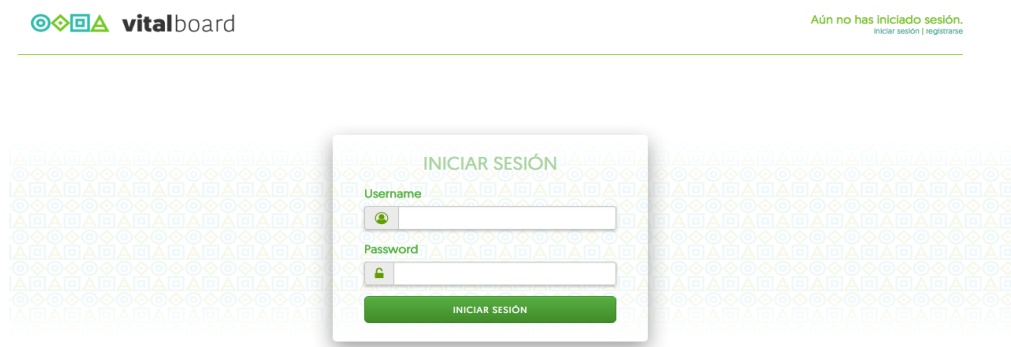 vitalboard
Aún no has iniciado sesión.
iniciar sesión | registrarse
INICIAR SESIÓN
Username
Password
INICIAR SESIÓN